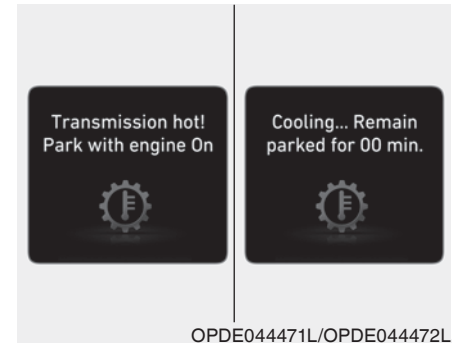 Transmission hot!
Park with engine On
Cooling... Remain
parked for 00 min.
OPDE044471L/OPDE044472L